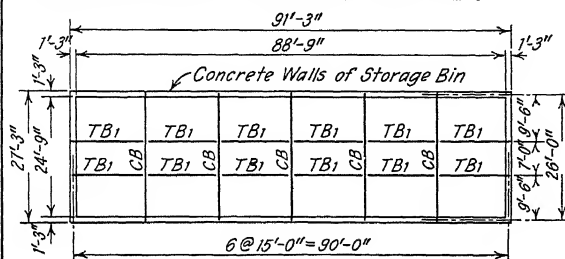 91'-3"
1'-3" 88'-9" 1'-3"
Concrete Walls of Storage Bin
1'-3"
27'-3"
24'-9"
1'-3"
TB1 TB1 TB1 TB1 TB1 TB1
TB1 CB TB1 CB TB1 CB TB1 CB TB1 CB TB1
9'-6"
7'-0"
9'-6"
26'-0"
6 @ 15'-0" = 90'-0"